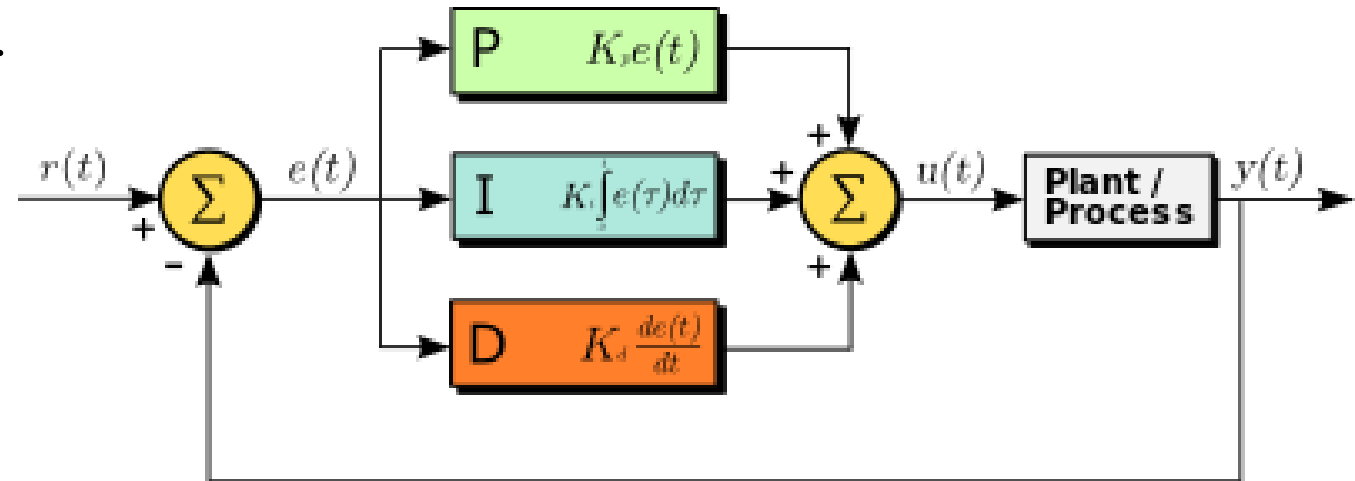 P K_p e(t)
r(t)
+
-
Σ
e(t)
I K_i ∫ e(τ)dτ
D K_d de(t)/dt
+
+
+
Σ
u(t)
Plant /
Process
y(t)